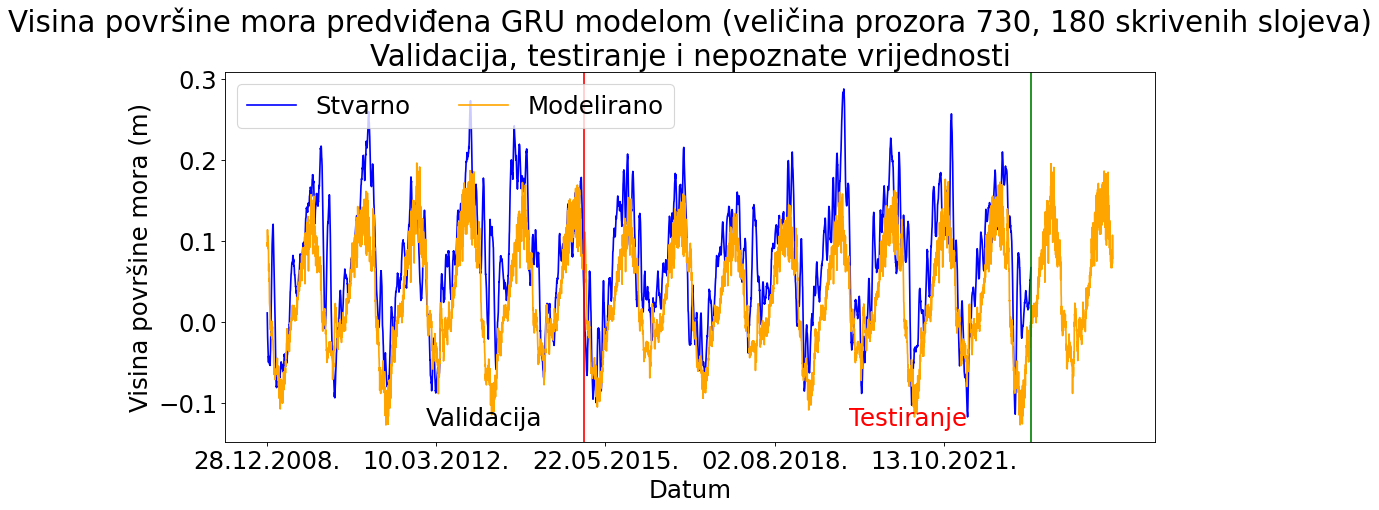 Visina površine mora predviđena GRU modelom (veličina prozora 730, 180 skrivenih slojeva)
Validacija, testiranje i nepoznate vrijednosti
Stvarno
Modelirano
Visina površine mora (m)
0.3
0.2
0.1
0.0
−0.1
Validacija
Testiranje
28.12.2008.
10.03.2012.
22.05.2015.
02.08.2018.
13.10.2021.
Datum